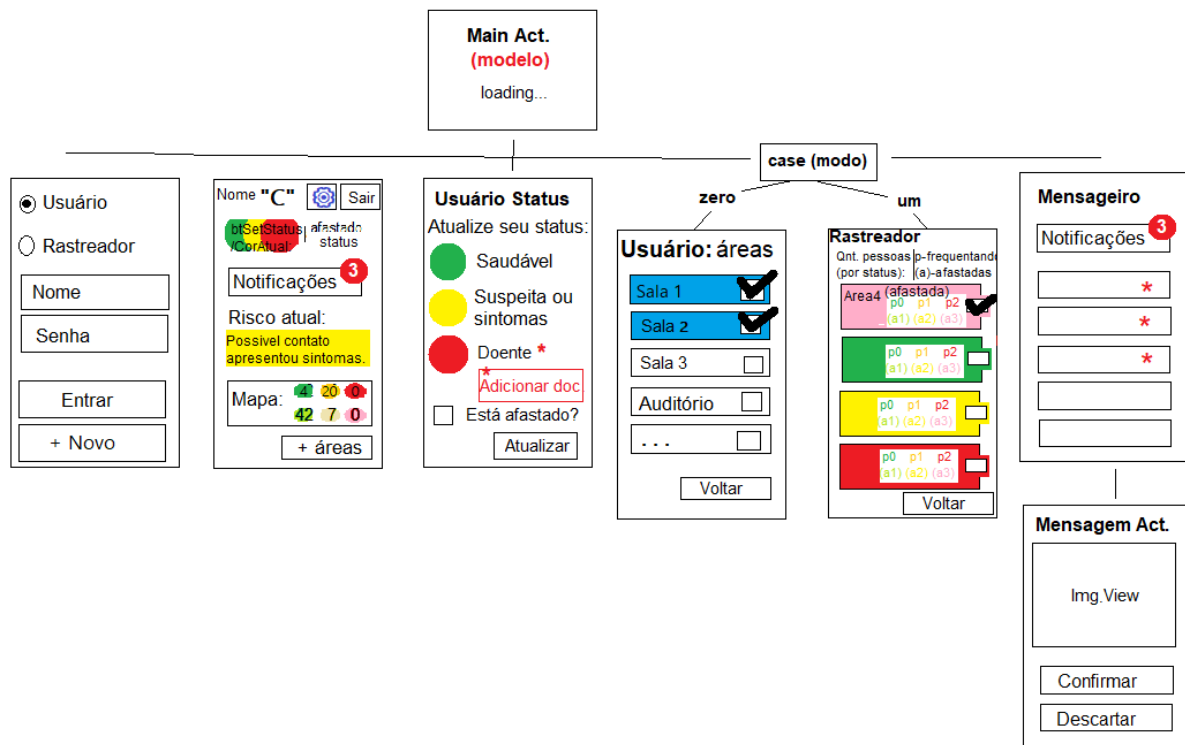 Main Act.
(modelo)
loading...
case (modo)
zero
um
Usuário
Rastreador
Nome
Senha
Entrar
+ Novo
Nome "C"
Sair
btSetStatus
/CorAtual:
afastado
status
Notificações
3
Risco atual:
Possivel contato
apresentou sintomas.
Mapa:
4 20 0
42 7 0
+ áreas
Usuário Status
Atualize seu status:
Saudável
Suspeita ou
sintomas
Doente *
*
Adicionar doc
Está afastado?
Atualizar
Usuário: áreas
Sala 1
Sala 2
Sala 3
Auditório
. . .
Voltar
Rastreador
Qnt. pessoas
(por status):
p-frequentando
(a)-afastadas
Area4
(afastada)
p0 p1 p2
(a1) (a2) (a3)
p0 p1 p2
(a1) (a2) (a3)
p0 p1 p2
(a1) (a2) (a3)
p0 p1 p2
(a1) (a2) (a3)
Voltar
Mensageiro
Notificações
3
*
*
*
Mensagem Act.
Img.View
Confirmar
Descartar